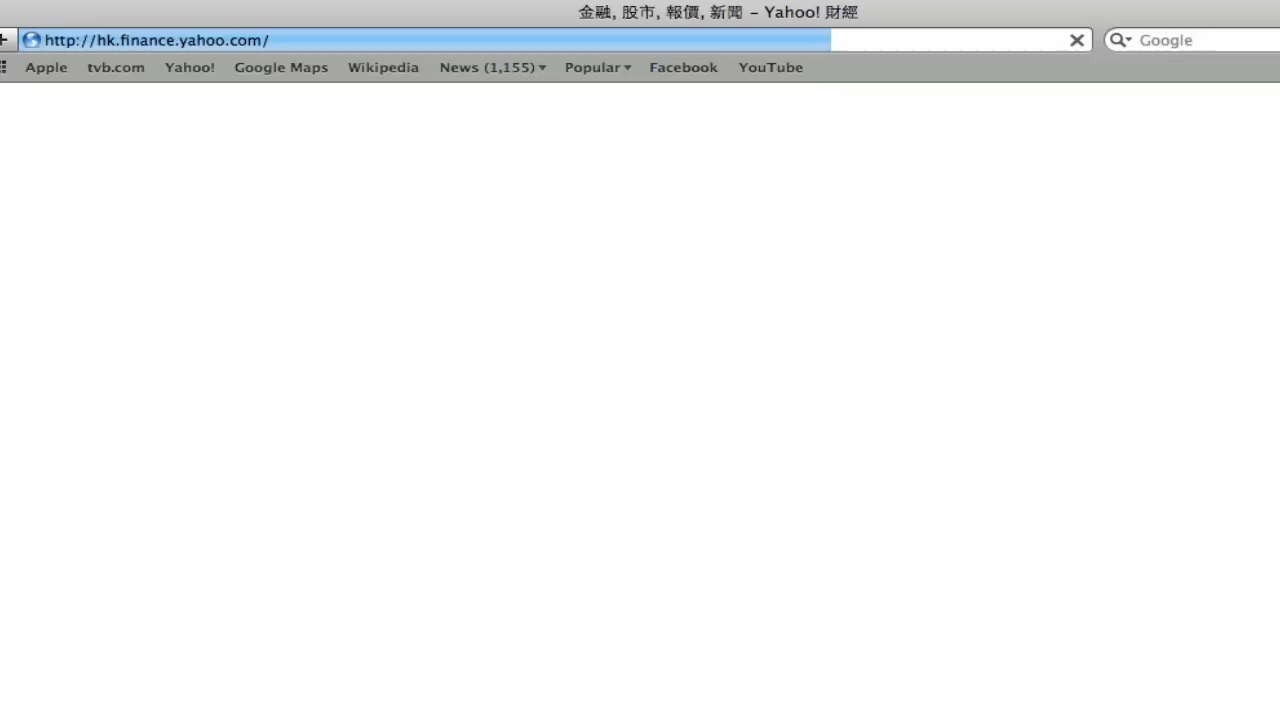 金融, 股市, 報價, 新聞 – Yahoo! 財經
http://hk.finance.yahoo.com/ Google
Apple tvb.com Yahoo! Google Maps Wikipedia News (1,155) Popular Facebook YouTube